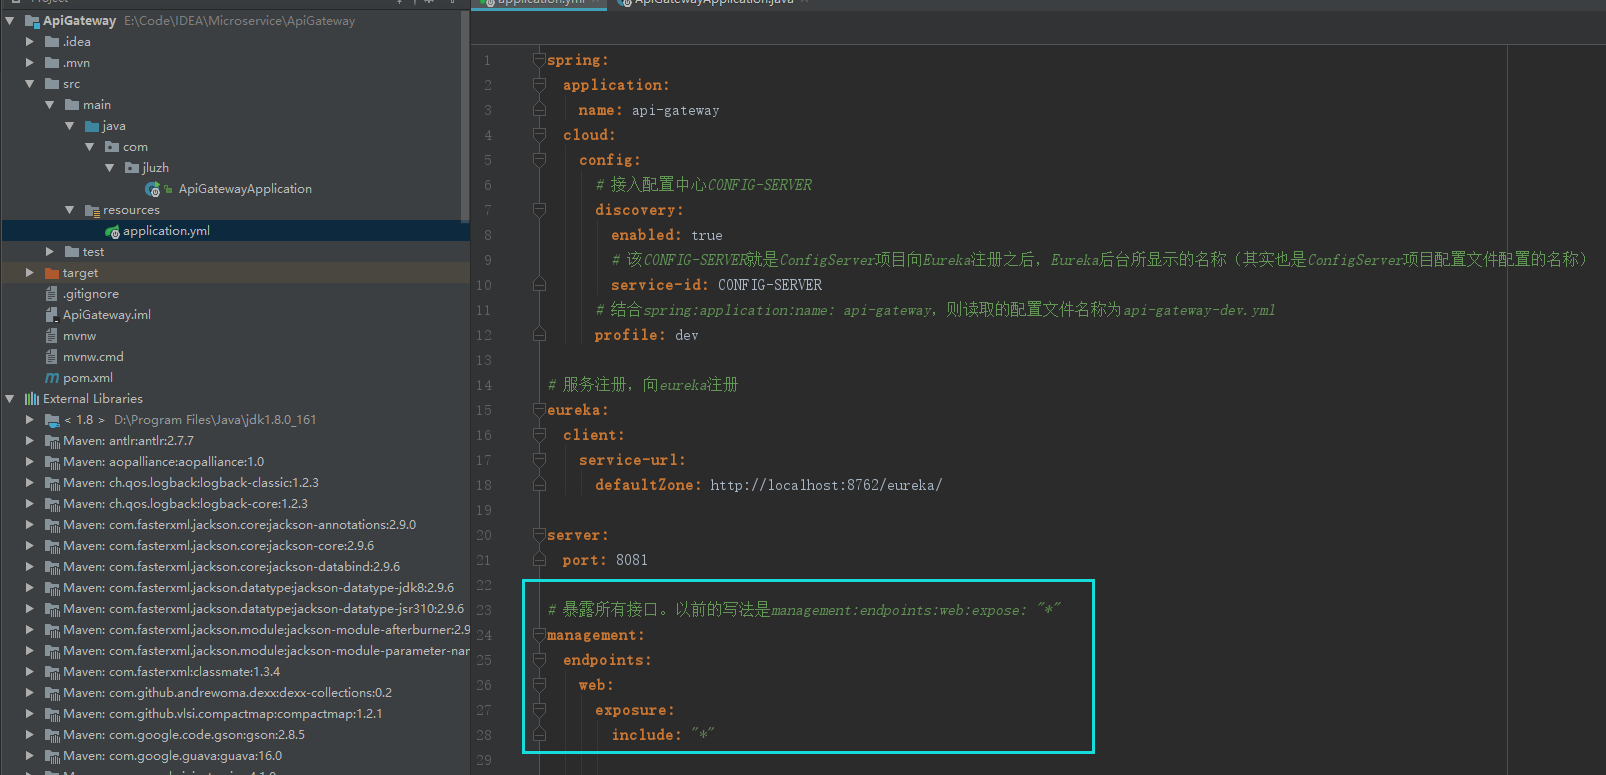 Project
ApiGateway E:\Code\IDEA\Microservice\ApiGateway
.idea
.mvn
src
main
java
com
jluzh
ApiGatewayApplication
resources
application.yml
test
target
.gitignore
ApiGateway.iml
mvnw
mvnw.cmd
pom.xml
External Libraries
< 1.8 > D:\Program Files\Java\jdk1.8.0_161
Maven: antlr:antlr:2.7.7
Maven: aopalliance:aopalliance:1.0
Maven: ch.qos.logback:logback-classic:1.2.3
Maven: ch.qos.logback:logback-core:1.2.3
Maven: com.fasterxml.jackson.core:jackson-annotations:2.9.0
Maven: com.fasterxml.jackson.core:jackson-core:2.9.6
Maven: com.fasterxml.jackson.core:jackson-databind:2.9.6
Maven: com.fasterxml.jackson.datatype:jackson-datatype-jdk8:2.9.6
Maven: com.fasterxml.jackson.datatype:jackson-datatype-jsr310:2.9.6
Maven: com.fasterxml.jackson.module:jackson-module-afterburner:2.9
Maven: com.fasterxml.jackson.module:jackson-module-parameter-nar
Maven: com.fasterxml:classmate:1.3.4
Maven: com.github.andrewoma.dexx:dexx-collections:0.2
Maven: com.github.vlsi.compactmap:compactmap:1.2.1
Maven: com.google.code.gson:gson:2.8.5
Maven: com.google.guava:guava:16.0
application.yml ApiGatewayApplication.java
1 spring:
2 application:
3 name: api-gateway
4 cloud:
5 config:
6 # 接入配置中心CONFIG-SERVER
7 discovery:
8 enabled: true
9 # 该CONFIG-SERVER就是ConfigServer项目向Eureka注册之后，Eureka后台所显示的名称（其实也是ConfigServer项目配置文件配置的名称）
10 service-id: CONFIG-SERVER
11 # 结合spring:application:name: api-gateway，则读取的配置文件名称为api-gateway-dev.yml
12 profile: dev
13
14 # 服务注册，向eureka注册
15 eureka:
16 client:
17 service-url:
18 defaultZone: http://localhost:8762/eureka/
19
20 server:
21 port: 8081
22
23 # 暴露所有接口。以前的写法是management:endpoints:web:expose: "*"
24 management:
25 endpoints:
26 web:
27 exposure:
28 include: "*"
29